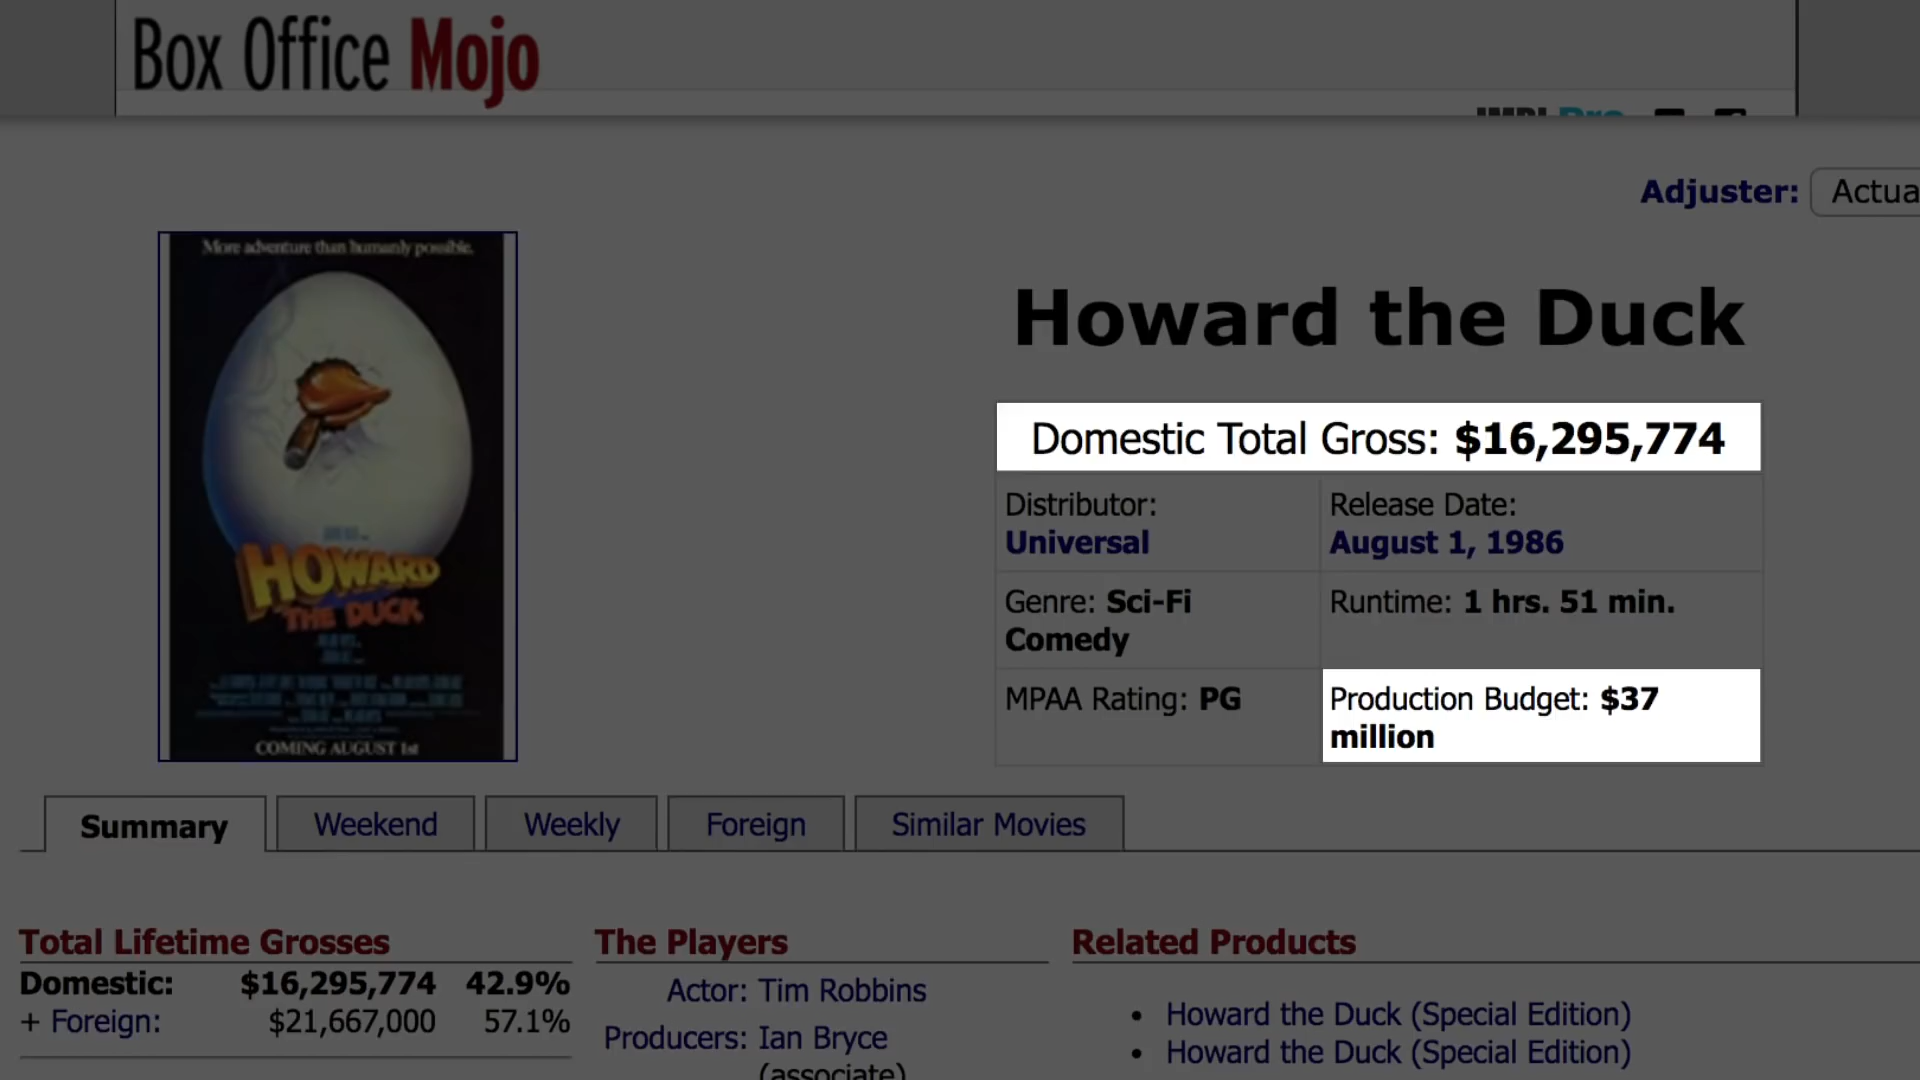 Box Office Mojo
Adjuster: Actua
More adventure than humanly possible.
HOWARD
THE DUCK
COMING AUGUST 1st
Howard the Duck
Domestic Total Gross: $16,295,774
Distributor:
Universal
Release Date:
August 1, 1986
Genre: Sci-Fi
Comedy
Runtime: 1 hrs. 51 min.
MPAA Rating: PG
Production Budget: $37
million
Summary
Weekend
Weekly
Foreign
Similar Movies
Total Lifetime Grosses
Domestic: $16,295,774 42.9%
+ Foreign: $21,667,000 57.1%
The Players
Actor: Tim Robbins
Producers: Ian Bryce
(associate)
Related Products
• Howard the Duck (Special Edition)
• Howard the Duck (Special Edition)